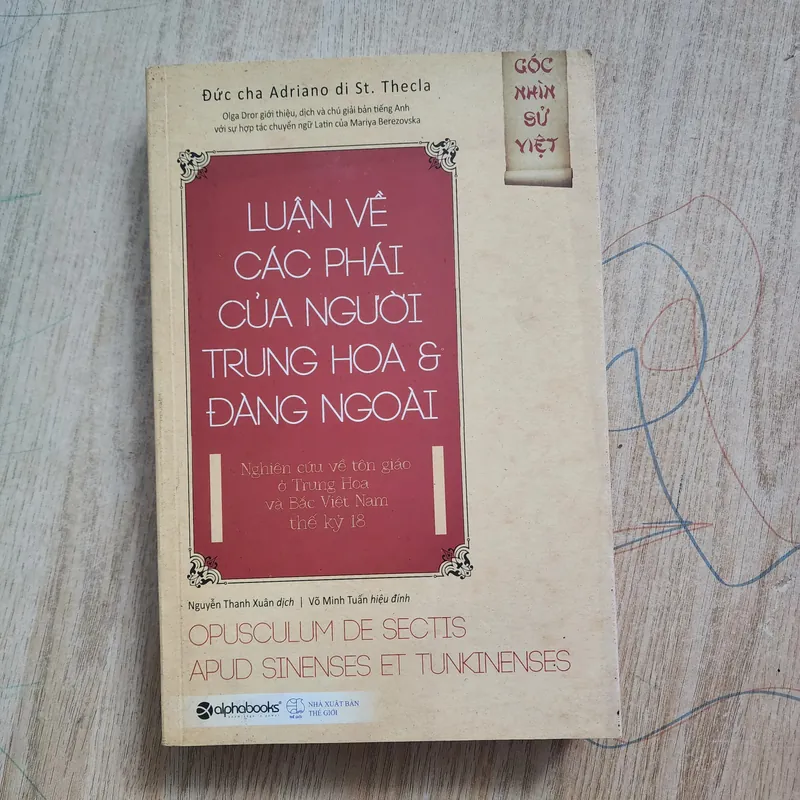 Đức cha Adriano di St. Thecla
Olga Dror giới thiệu, dịch và chú giải bản tiếng Anh
với sự hợp tác chuyển ngữ Latin của Mariya Berezovska
GÓC
NHÌN
SỬ
VIỆT
LUẬN VỀ
CÁC PHÁI
CỦA NGƯỜI
TRUNG HOA &
ĐÀNG NGOÀI
Nghiên cứu về tôn giáo
ở Trung Hoa
và Bắc Việt Nam
thế kỷ 18
Nguyễn Thanh Xuân dịch | Võ Minh Tuấn hiệu đính
OPUSCULUM DE SECTIS
APUD SINENSES ET TUNKINENSES
alphabooks
NHÀ XUẤT BẢN
THẾ GIỚI